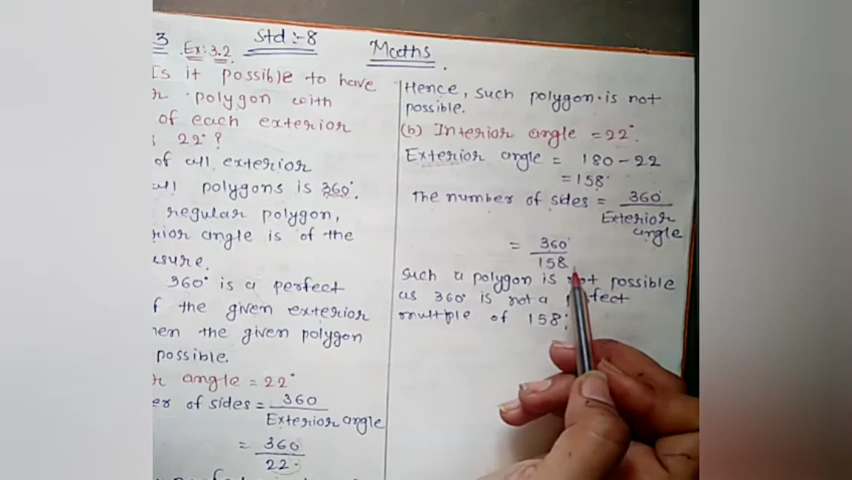 3 Ex:3.2 Std:-8 Maths
Is it possible to have
polygon with
of each exterior
22°?
of all exterior
all polygons is 360°.
regular polygon,
angle is of the
360° is a perfect
the given exterior
the given polygon
possible.
angle = 22°
of sides = 360
Exterior angle
= 360
22
Hence, such polygon is not
possible.
(b) Interior angle = 22°.
Exterior angle = 180-22
=158°
The number of sides = 360°
Exterior
angle
= 360°
158
Such a polygon is not possible
as 360° is not a perfect
multiple of 158°